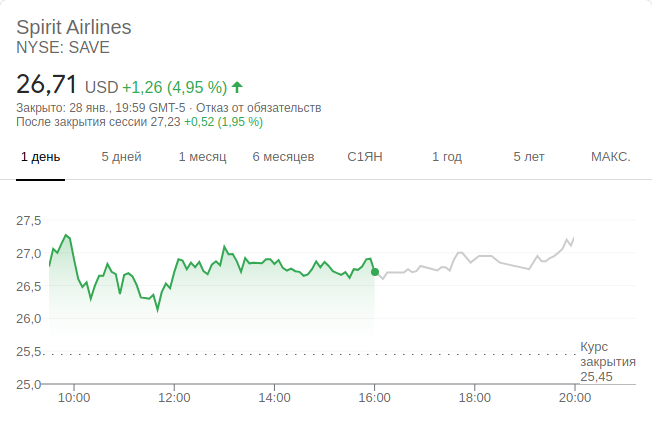 Spirit Airlines
NYSE: SAVE
26,71 USD +1,26 (4,95 %)
Закрыто: 28 янв., 19:59 GMT-5 · Отказ от обязательств
После закрытия сессии 27,23 +0,52 (1,95 %)
1 день 5 дней 1 месяц 6 месяцев С1ЯН 1 год 5 лет МАКС.
27,5
27,0
26,5
26,0
25,5
25,0
Курс
закрытия
25,45
10:00 12:00 14:00 16:00 18:00 20:00